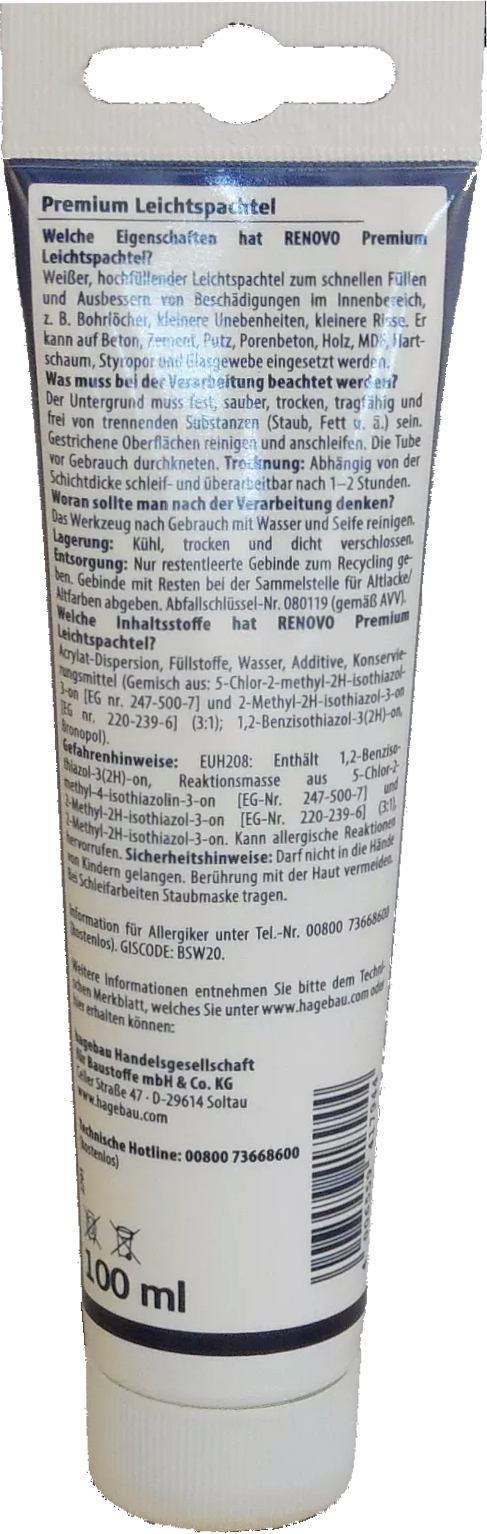 Premium Leichtspachtel
Welche Eigenschaften hat RENOVO Premium
Leichtspachtel?
Weißer, hochfüllender Leichtspachtel zum schnellen Füllen
und Ausbessern von Beschädigungen im Innenbereich,
z. B. Bohrlöcher, kleinere Unebenheiten, kleinere Risse. Er
kann auf Beton, Zement, Putz, Porenbeton, Holz, MDF, Hart-
schaum, Styropor und Glasgewebe eingesetzt werden.
Was muss bei der Verarbeitung beachtet werden?
Der Untergrund muss fest, sauber, trocken, tragfähig und
frei von trennenden Substanzen (Staub, Fett u. ä.) sein.
Gestrichene Oberflächen reinigen und anschleifen. Die Tube
vor Gebrauch durchkneten. Trocknung: Abhängig von der
Schichtdicke schleif- und überarbeitbar nach 1–2 Stunden.
Woran sollte man nach der Verarbeitung denken?
Das Werkzeug nach Gebrauch mit Wasser und Seife reinigen.
Lagerung: Kühl, trocken und dicht verschlossen.
Entsorgung: Nur restentleerte Gebinde zum Recycling ge-
ben. Gebinde mit Resten bei der Sammelstelle für Altlacke/
Altfarben abgeben. Abfallschlüssel-Nr. 080119 (gemäß AVV).
Welche Inhaltsstoffe hat RENOVO Premium
Leichtspachtel?
Acrylat-Dispersion, Füllstoffe, Wasser, Additive, Konservie-
rungsmittel (Gemisch aus: 5-Chlor-2-methyl-2H-isothiazol-
3-on [EG nr. 247-500-7] und 2-Methyl-2H-isothiazol-3-on
[EG nr. 220-239-6] (3:1); 1,2-Benzisothiazol-3(2H)-on,
Bronopol).
Gefahrenhinweise: EUH208: Enthält 1,2-Benziso-
thiazol-3(2H)-on, Reaktionsmasse aus 5-Chlor-2-
methyl-4-isothiazolin-3-on [EG-Nr. 247-500-7] und
2-Methyl-2H-isothiazol-3-on [EG-Nr. 220-239-6] (3:1),
2-Methyl-2H-isothiazol-3-on. Kann allergische Reaktionen
hervorrufen. Sicherheitshinweise: Darf nicht in die Hände
von Kindern gelangen. Berührung mit der Haut vermeiden.
Bei Schleifarbeiten Staubmaske tragen.
Information für Allergiker unter Tel.-Nr. 00800 73668600
(kostenlos). GISCODE: BSW20.
Weitere Informationen entnehmen Sie bitte dem Techni-
schen Merkblatt, welches Sie unter www.hagebau.com oder
hier erhalten können:
hagebau Handelsgesellschaft
für Baustoffe mbH & Co. KG
Celler Straße 47 · D-29614 Soltau
www.hagebau.com
Technische Hotline: 00800 73668600
(kostenlos)
100 ml